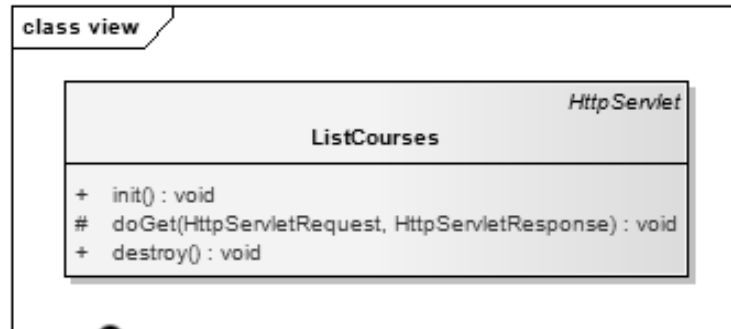 class view
HttpServlet
ListCourses
+ init() : void
# doGet(HttpServletRequest, HttpServletResponse) : void
+ destroy() : void